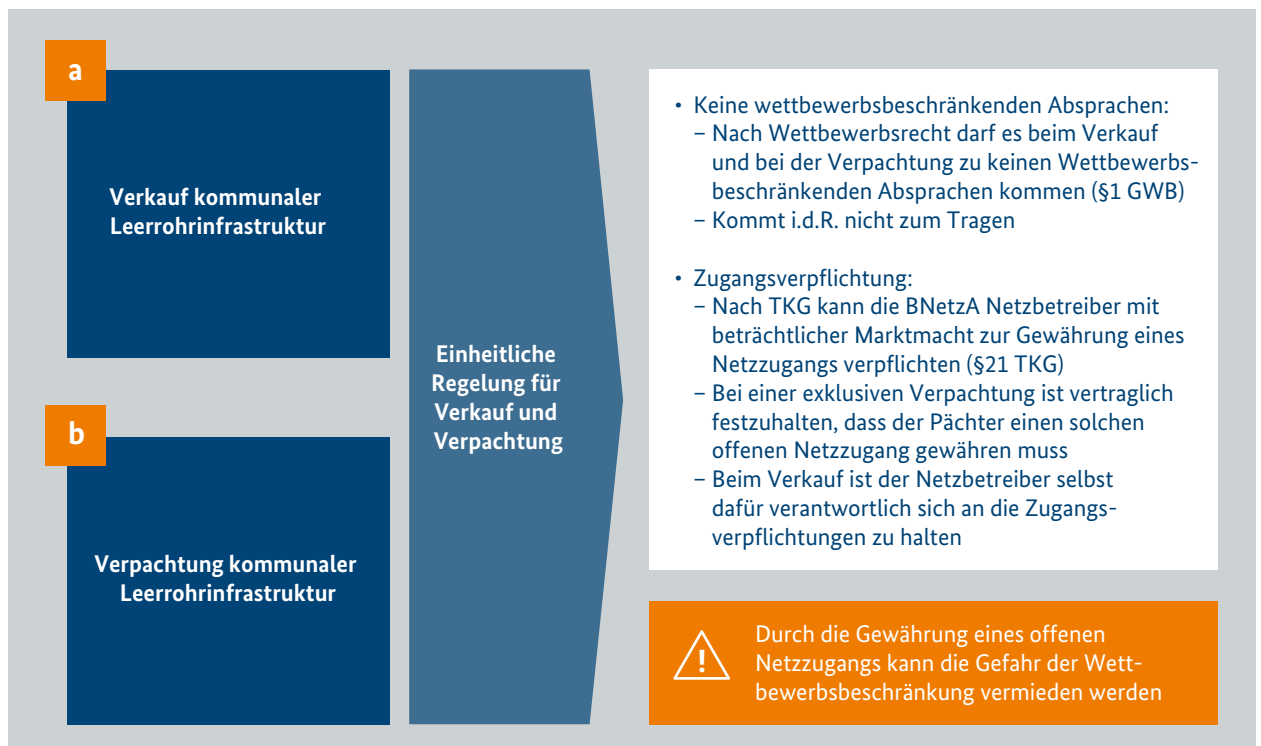 a
Verkauf kommunaler
Leerrohrinfrastruktur
b
Verpachtung kommunaler
Leerrohrinfrastruktur
Einheitliche
Regelung für
Verkauf und
Verpachtung
• Keine wettbewerbsbeschränkenden Absprachen:
– Nach Wettbewerbsrecht darf es beim Verkauf
und bei der Verpachtung zu keinen Wettbewerbs-
beschränkenden Absprachen kommen (§1 GWB)
– Kommt i.d.R. nicht zum Tragen
• Zugangsverpflichtung:
– Nach TKG kann die BNetzA Netzbetreiber mit
beträchtlicher Marktmacht zur Gewährung eines
Netzzugangs verpflichten (§21 TKG)
– Bei einer exklusiven Verpachtung ist vertraglich
festzuhalten, dass der Pächter einen solchen
offenen Netzzugang gewähren muss
– Beim Verkauf ist der Netzbetreiber selbst
dafür verantwortlich sich an die Zugangs-
verpflichtungen zu halten
!
Durch die Gewährung eines offenen
Netzzugangs kann die Gefahr der Wett-
bewerbsbeschränkung vermieden werden